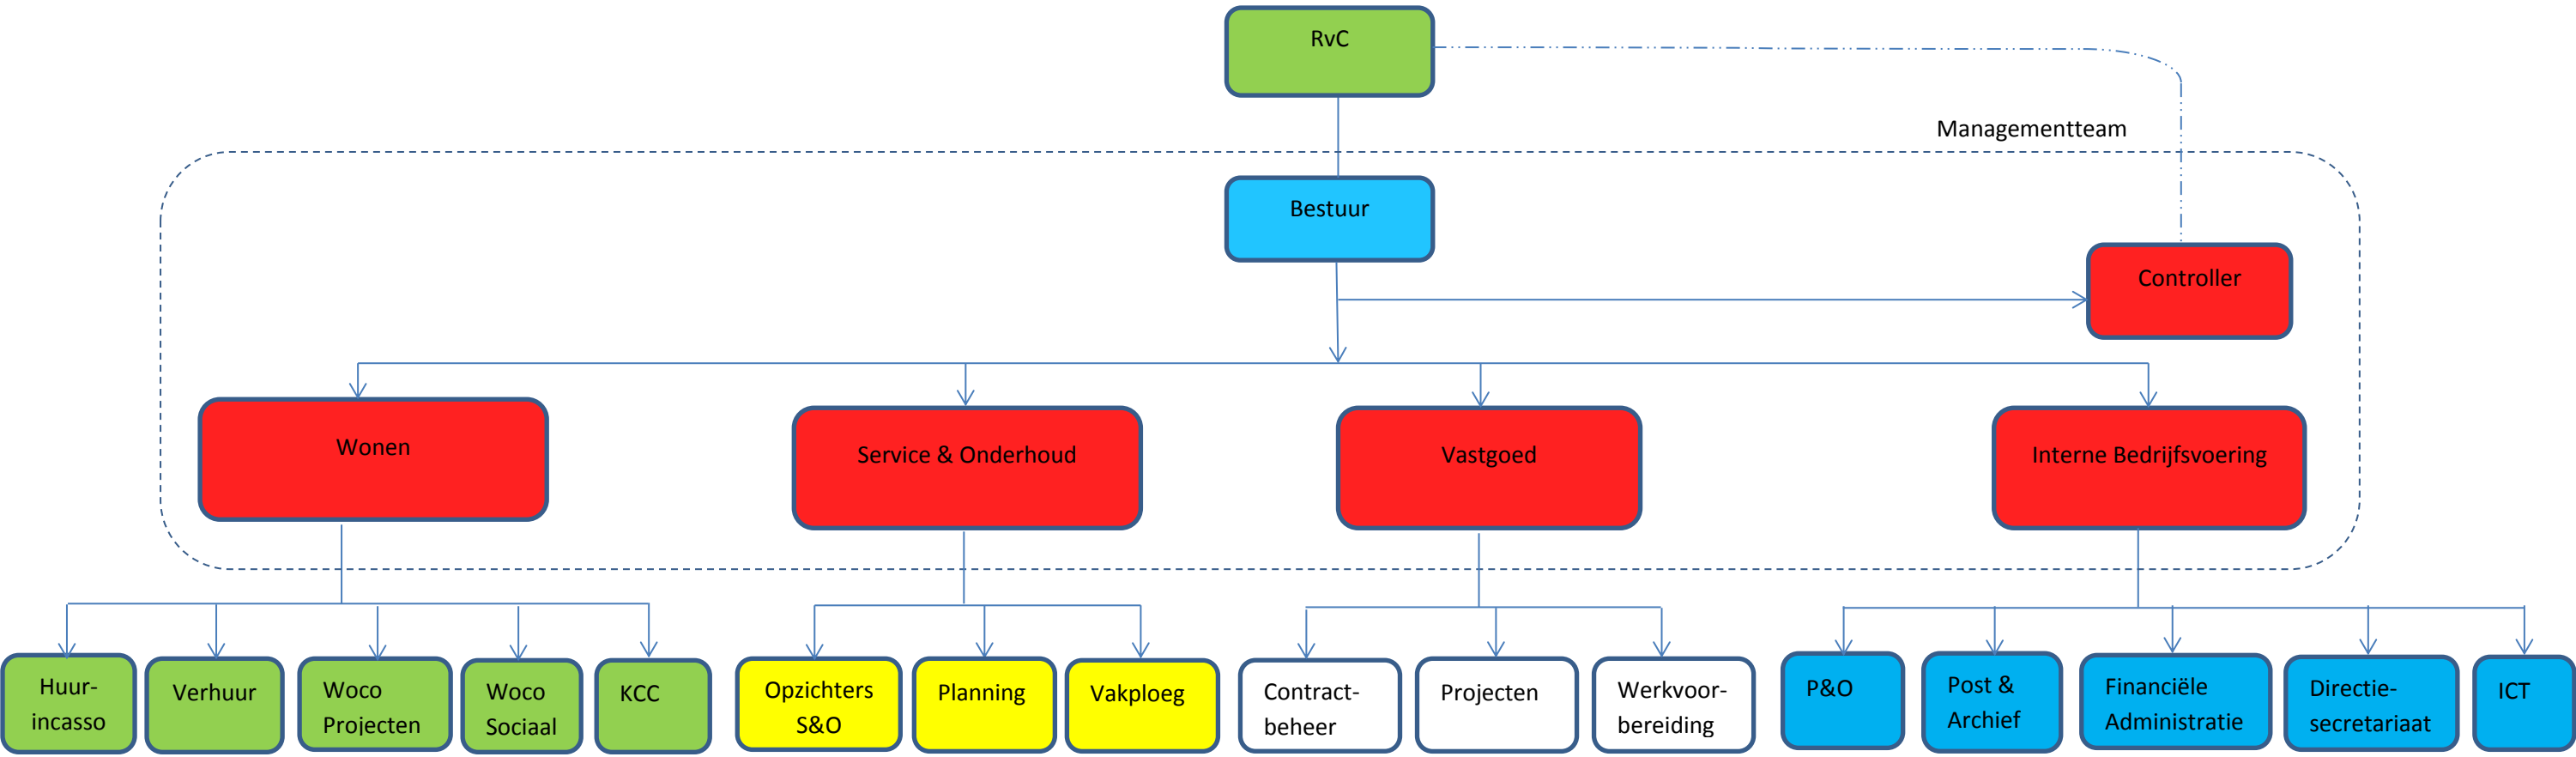 RvC
Managementteam
Bestuur
Controller
Wonen
Service & Onderhoud
Vastgoed
Interne Bedrijfsvoering
Huur-
incasso
Verhuur
Woco
Projecten
Woco
Sociaal
KCC
Opzichters
S&O
Planning
Vakploeg
Contract-
beheer
Projecten
Werkvoor-
bereiding
P&O
Post &
Archief
Financiële
Administratie
Directie-
secretariaat
ICT